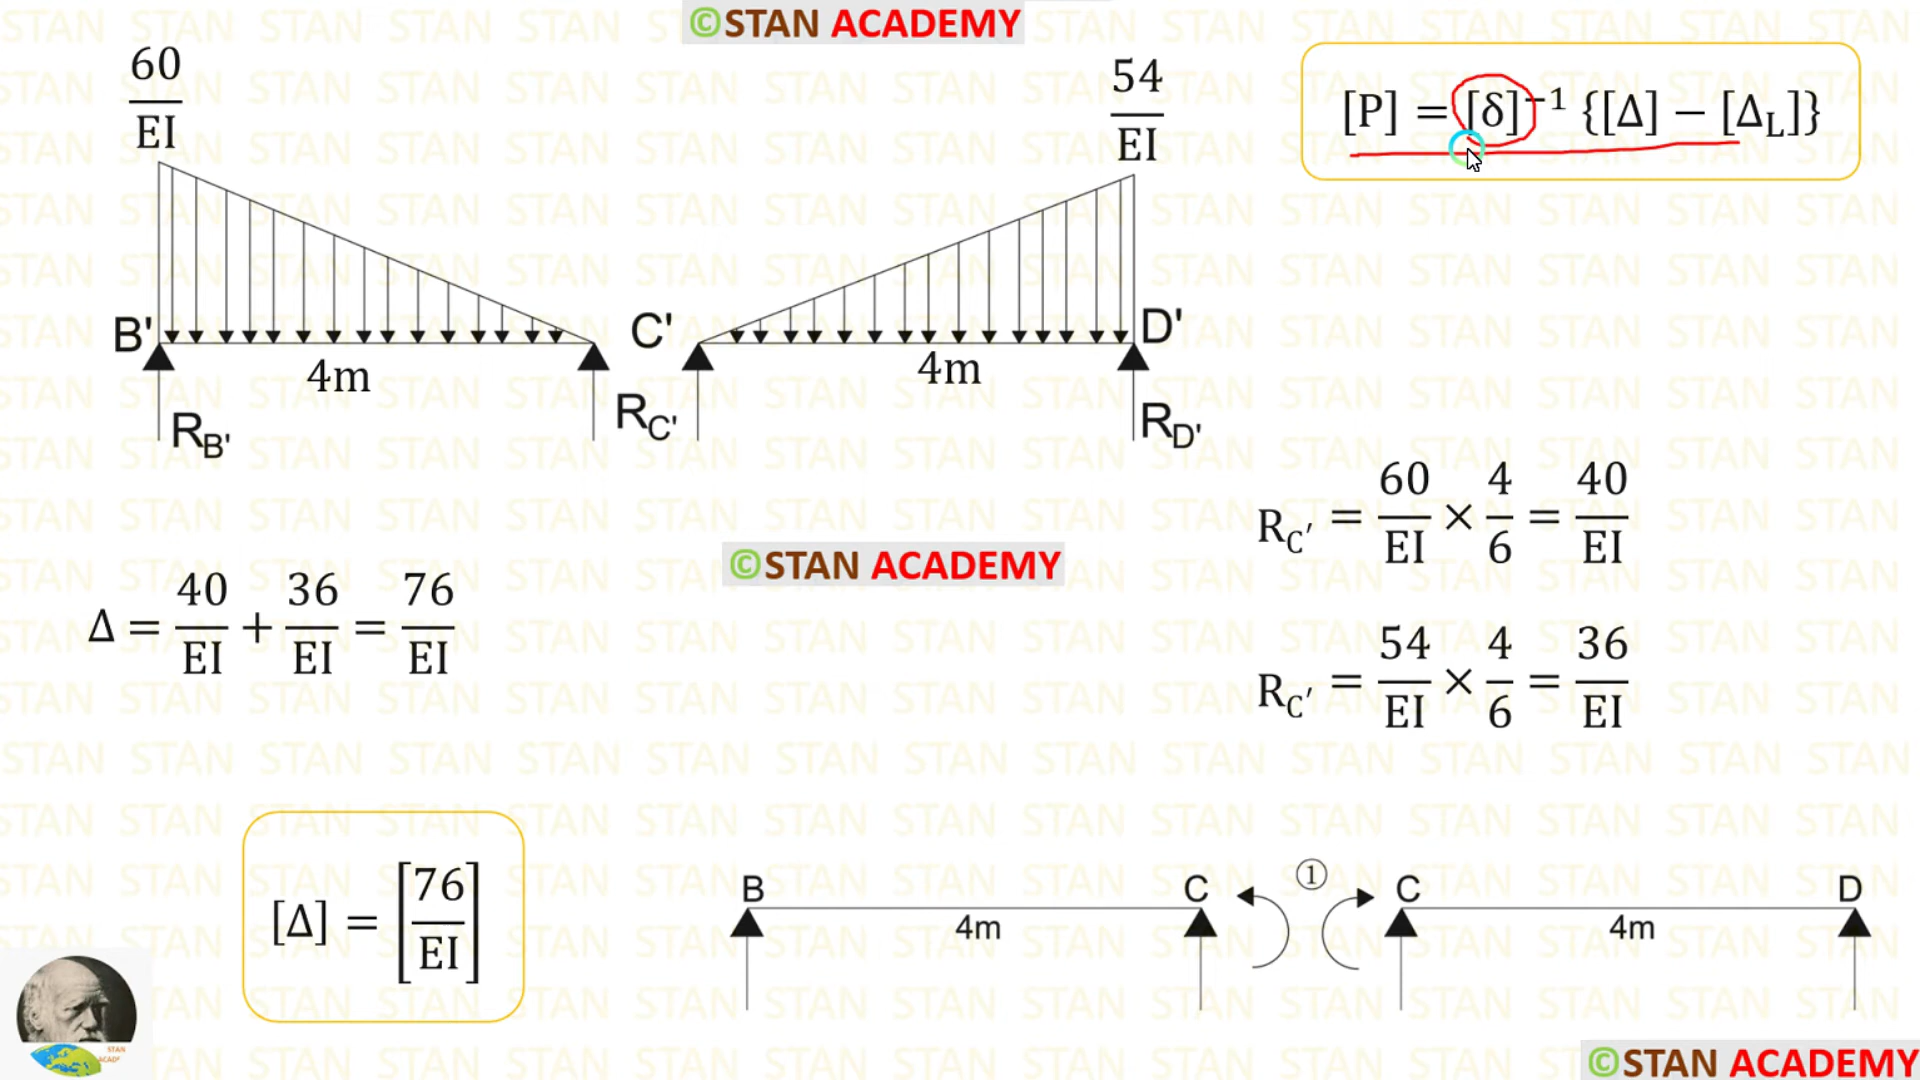 ©STAN ACADEMY
60/EI
54/EI
[P] = [δ]⁻¹ {[Δ] − [Δ_L]}
B'
4m
R_B'
R_C'
C'
4m
D'
R_D'
R_C′ = 60/EI × 4/6 = 40/EI
©STAN ACADEMY
Δ = 40/EI + 36/EI = 76/EI
R_C′ = 54/EI × 4/6 = 36/EI
[Δ] = [76/EI]
B
4m
C
①
C
4m
D
STAN
ACADY
©STAN ACADEMY